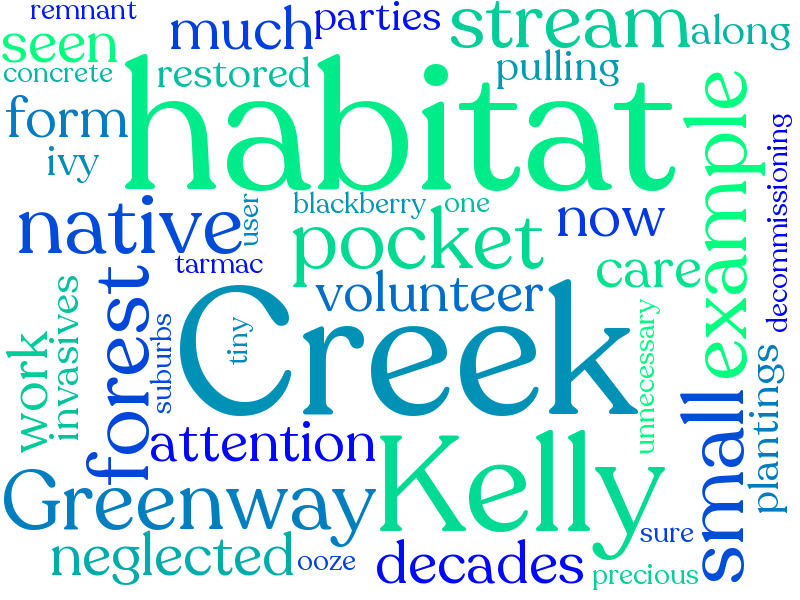 remnant
much
parties
stream
along
seen
concrete
restored
pulling
habitat
form
ivy
example
decommissioning
native
user
blackberry
one
now
pocket
tarmac
care
volunteer
forest
invasives
work
suburbs
tiny
Creek
unnecessary
small
plantings
attention
Kelly
Greenway
neglected
ooze
decades
sure
precious